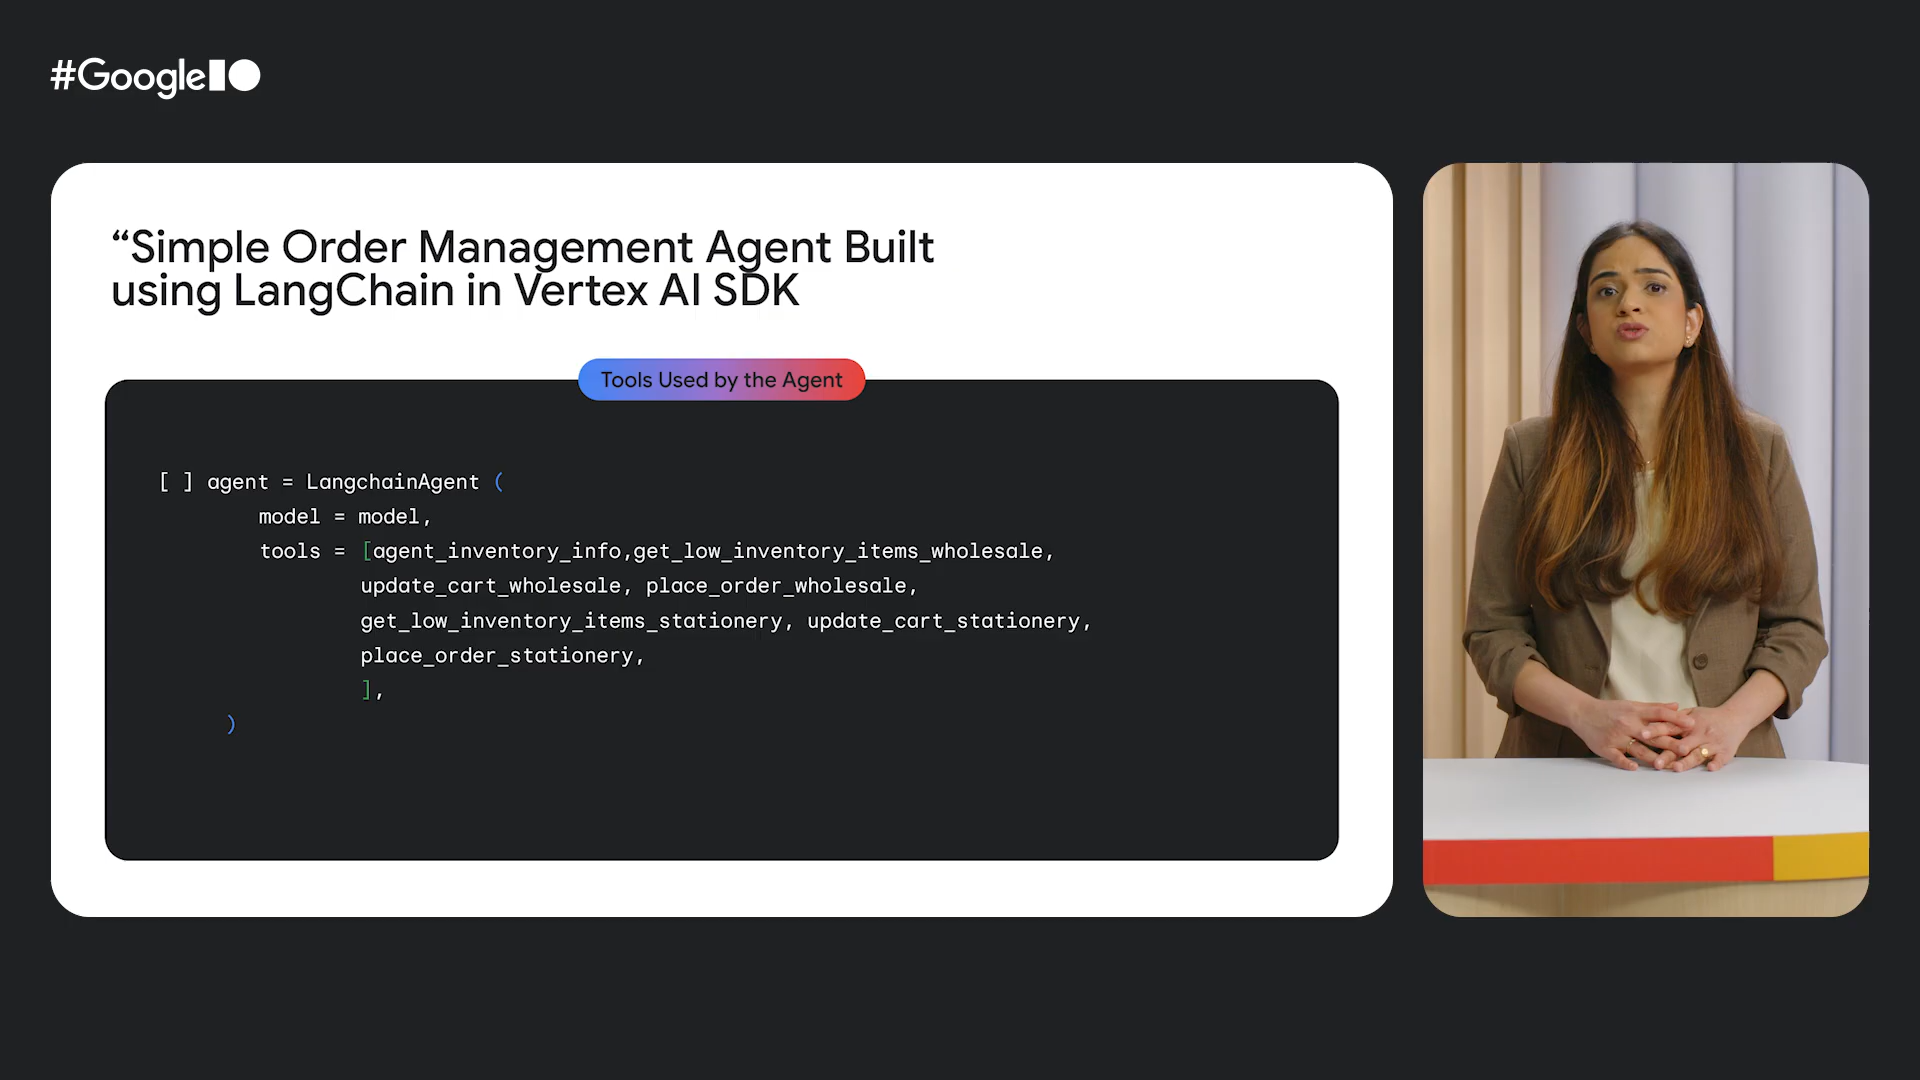 #GoogleIO
“Simple Order Management Agent Built
using LangChain in Vertex AI SDK
Tools Used by the Agent
[ ] agent = LangchainAgent (
model = model,
tools = [agent_inventory_info,get_low_inventory_items_wholesale,
update_cart_wholesale, place_order_wholesale,
get_low_inventory_items_stationery, update_cart_stationery,
place_order_stationery,
],
)